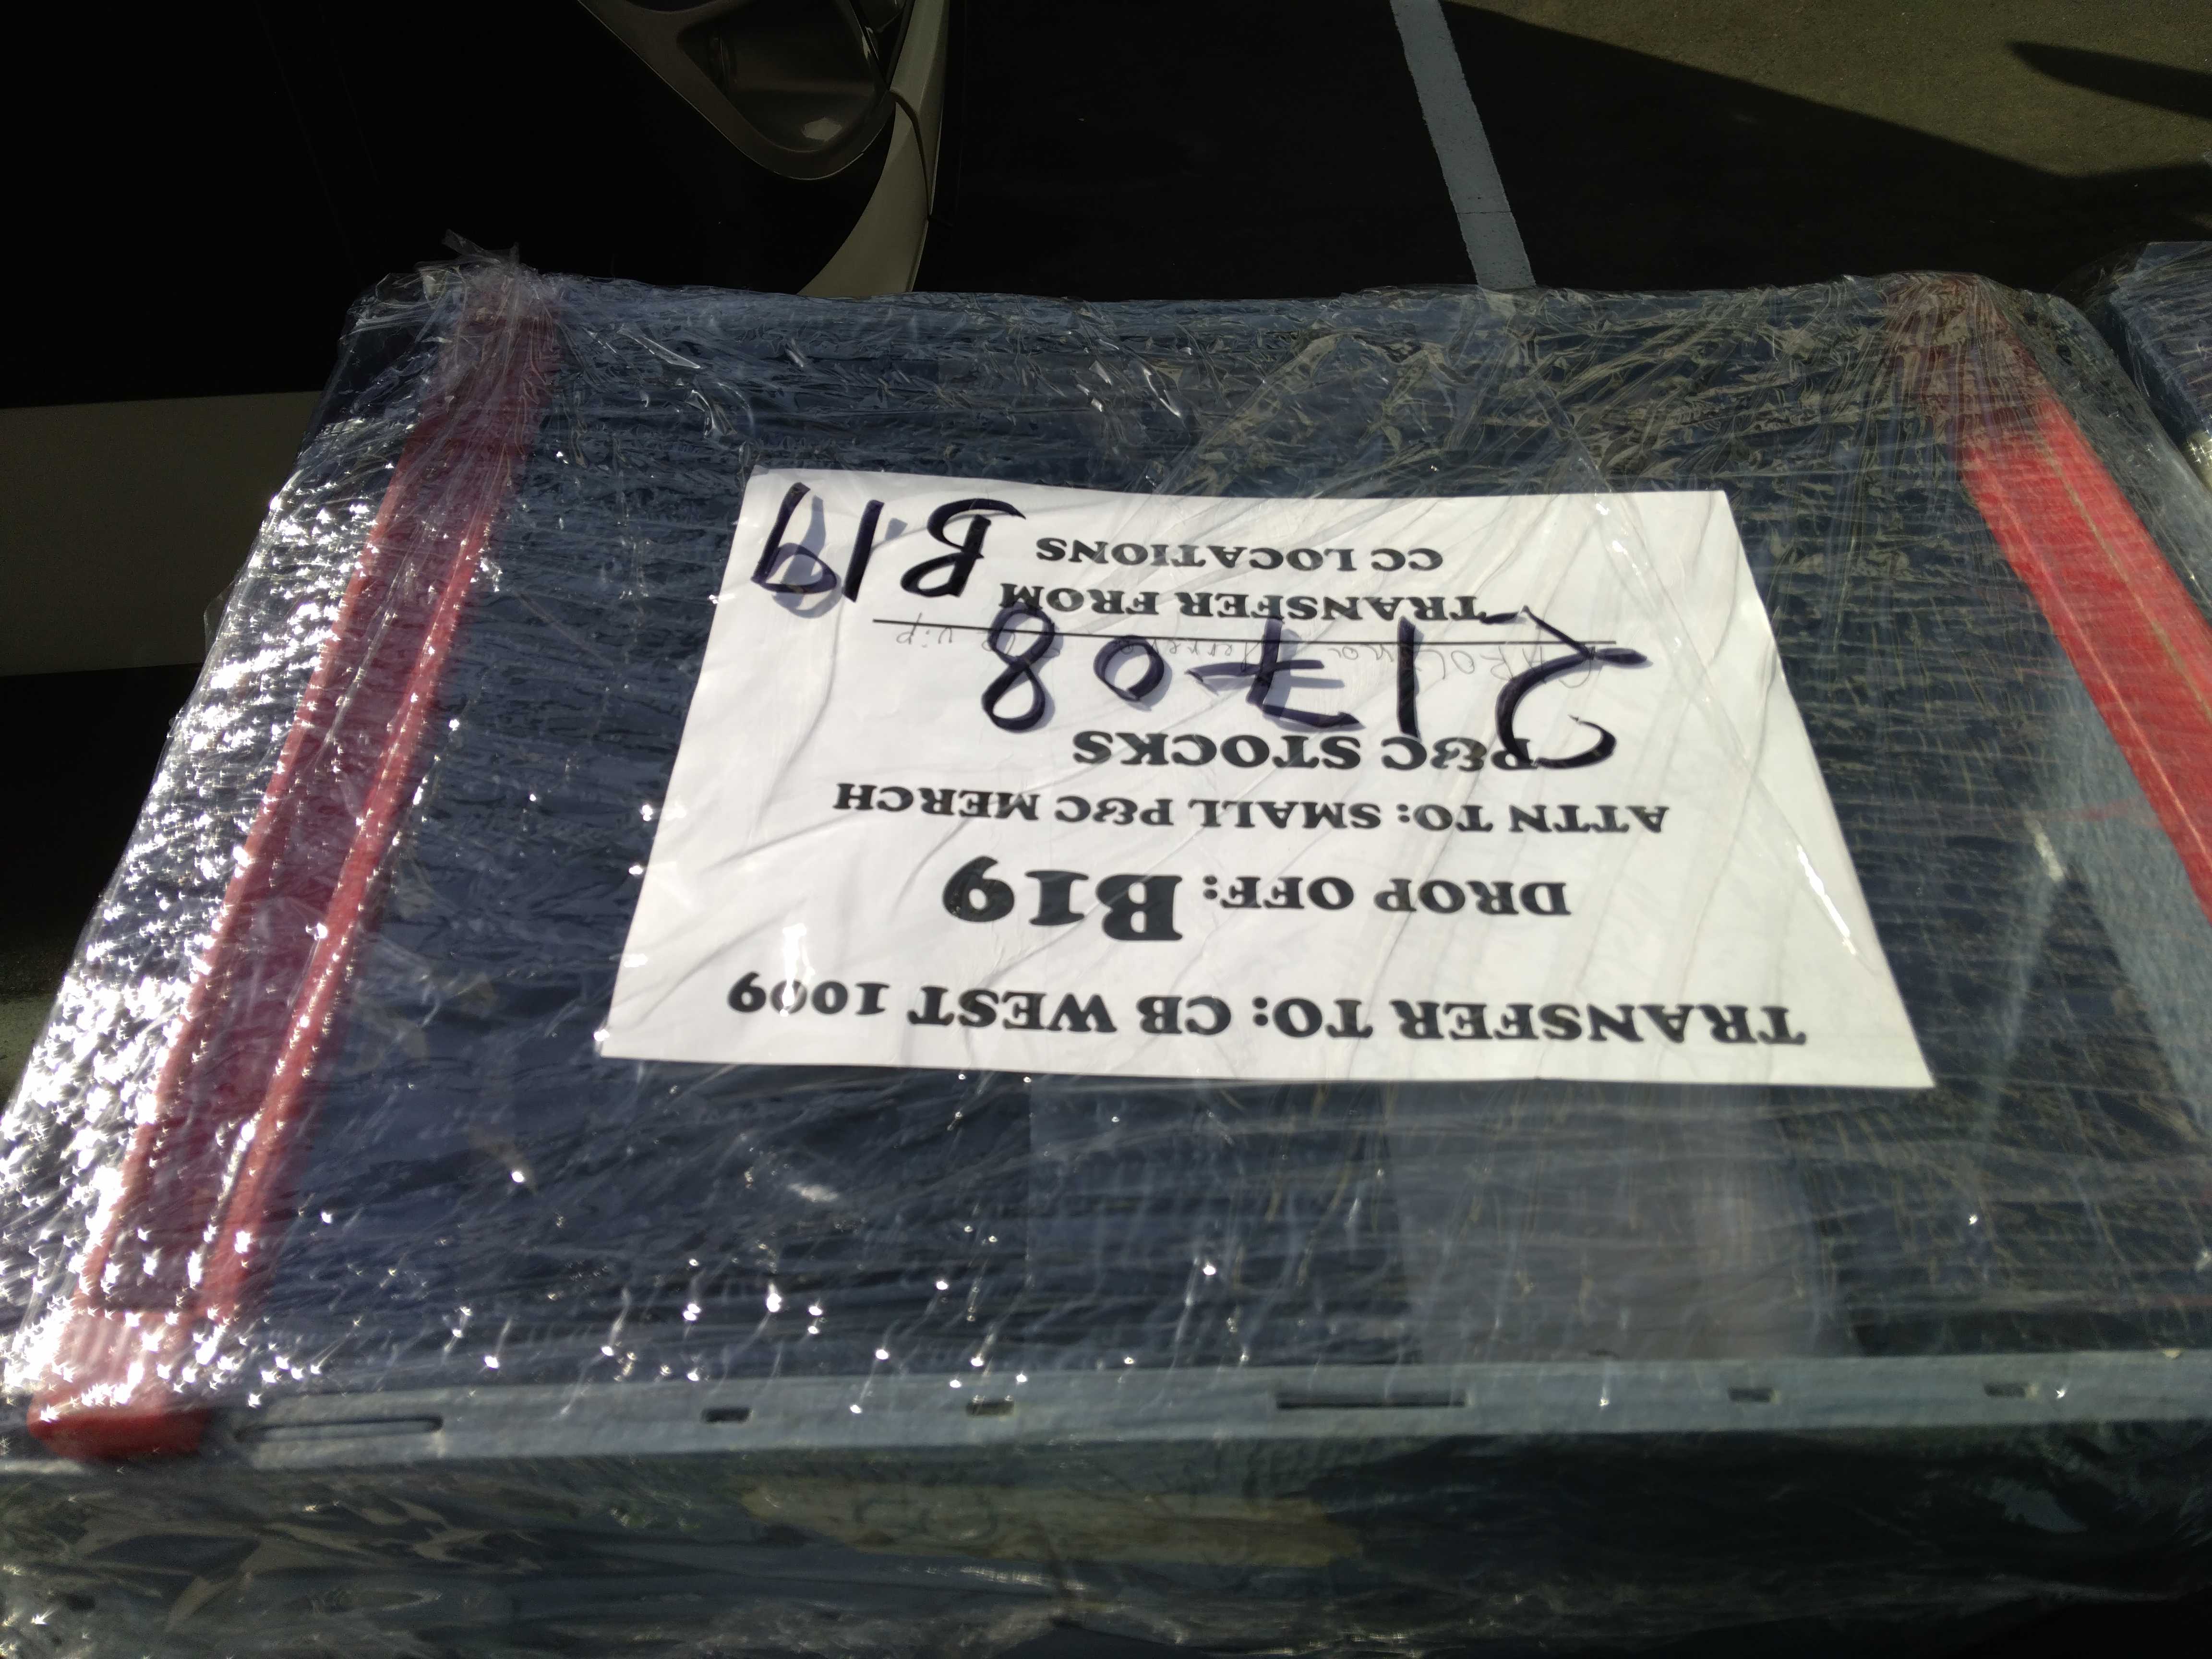 TRANSFER TO: CB WEST 1009
DROP OFF: B19
ATTN TO: SMALL P&C MERCH
P&C STOCKS
21708
TRANSFER FROM
CC LOCATIONS
B19